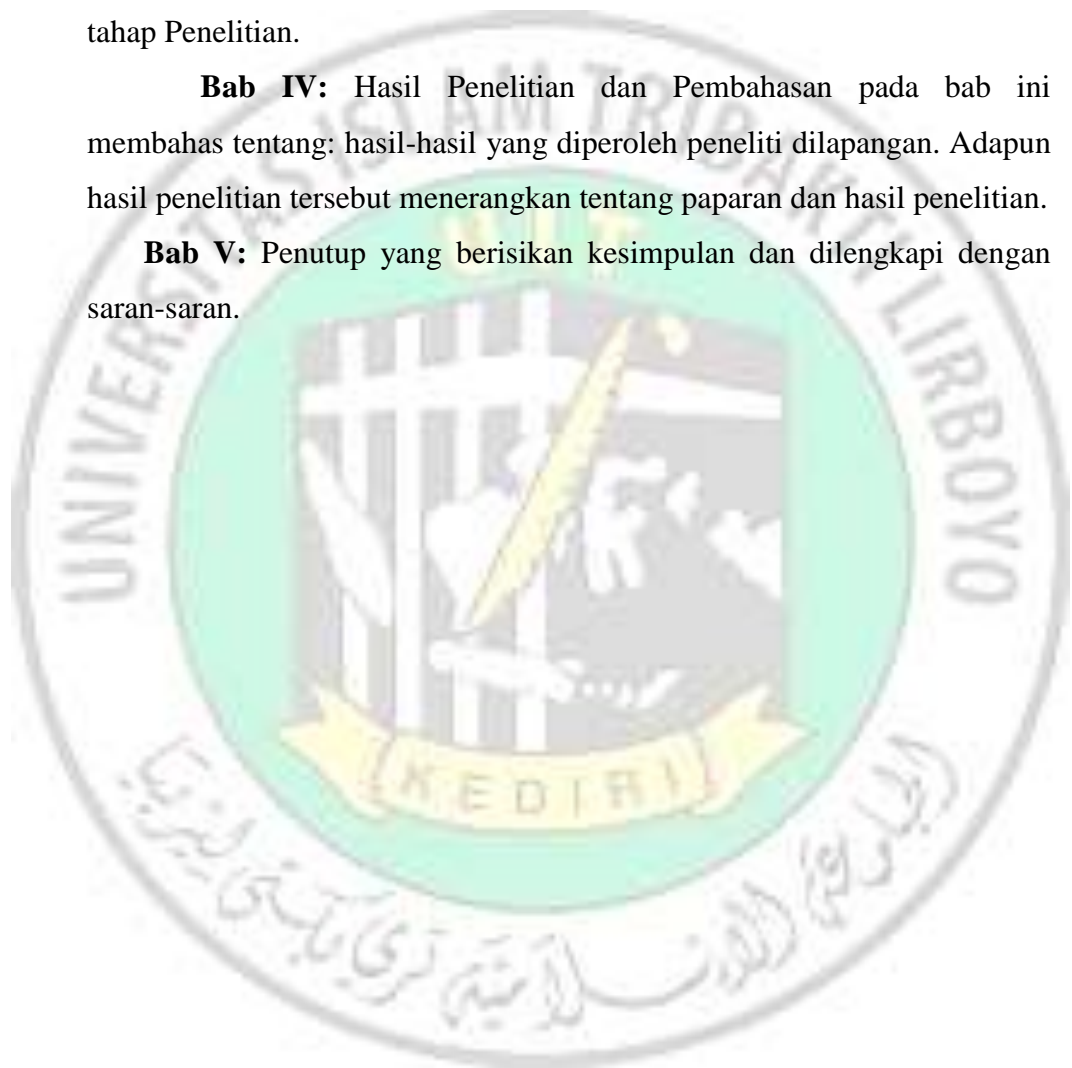 tahap Penelitian.
Bab IV: Hasil Penelitian dan Pembahasan pada bab ini
membahas tentang: hasil-hasil yang diperoleh peneliti dilapangan. Adapun
hasil penelitian tersebut menerangkan tentang paparan dan hasil penelitian.
Bab V: Penutup yang berisikan kesimpulan dan dilengkapi dengan
saran-saran.
UNIVERSITAS ISLAM TRIBAKTI LIRBOYO
UIT
KEDIRI